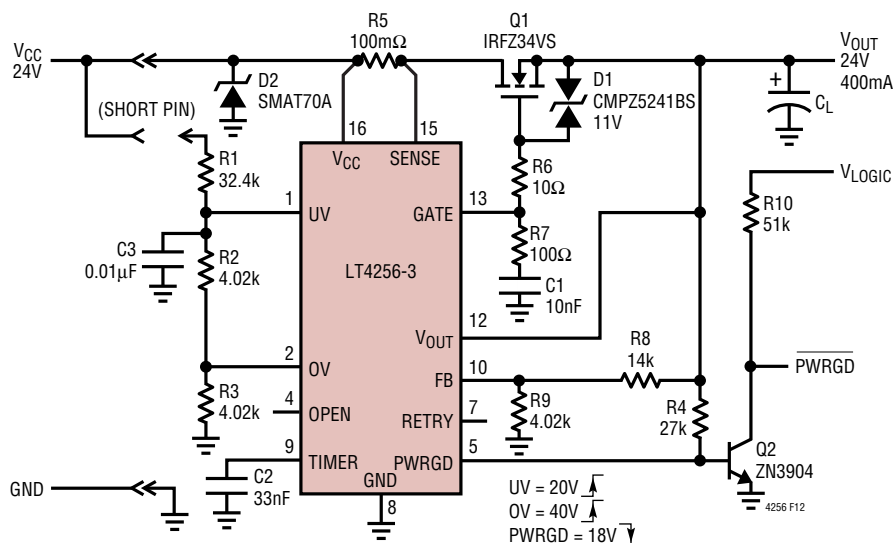 VCC
24V
R5
100mΩ
Q1
IRFZ34VS
VOUT
24V
400mA
D2
SMAT70A
D1
CMPZ5241BS
11V
+
CL
(SHORT PIN)
16
15
VCC
SENSE
R1
32.4k
R6
10Ω
VLOGIC
1
UV
GATE
13
R10
51k
C3
0.01µF
R2
4.02k
LT4256-3
R7
100Ω
C1
10nF
12
VOUT
R8
14k
2
OV
10
FB
PWRGD
R3
4.02k
4
OPEN
RETRY
7
R9
4.02k
R4
27k
9
TIMER
5
PWRGD
Q2
ZN3904
GND
C2
33nF
GND
8
UV = 20V
OV = 40V
PWRGD = 18V
4256 F12